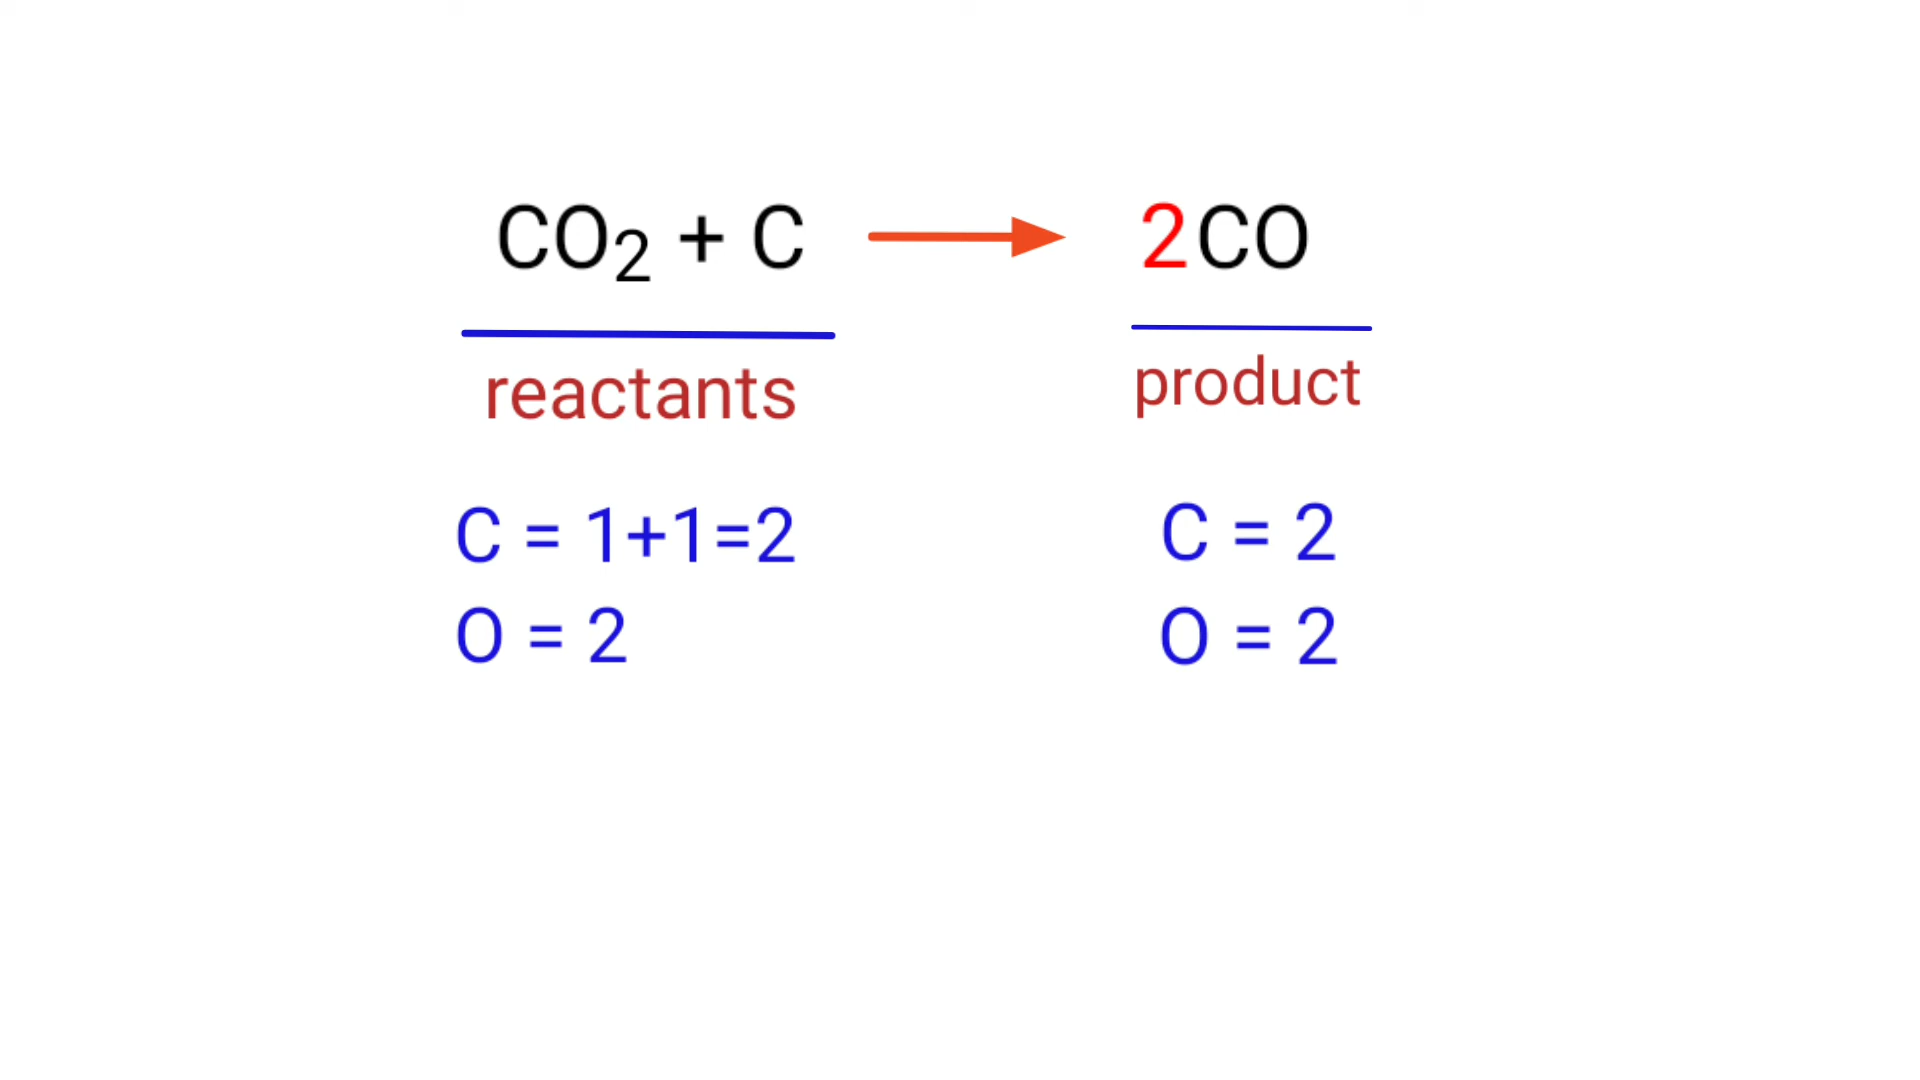 CO₂ + C → 2CO
reactants product
C = 1+1=2 C = 2
O = 2 O = 2